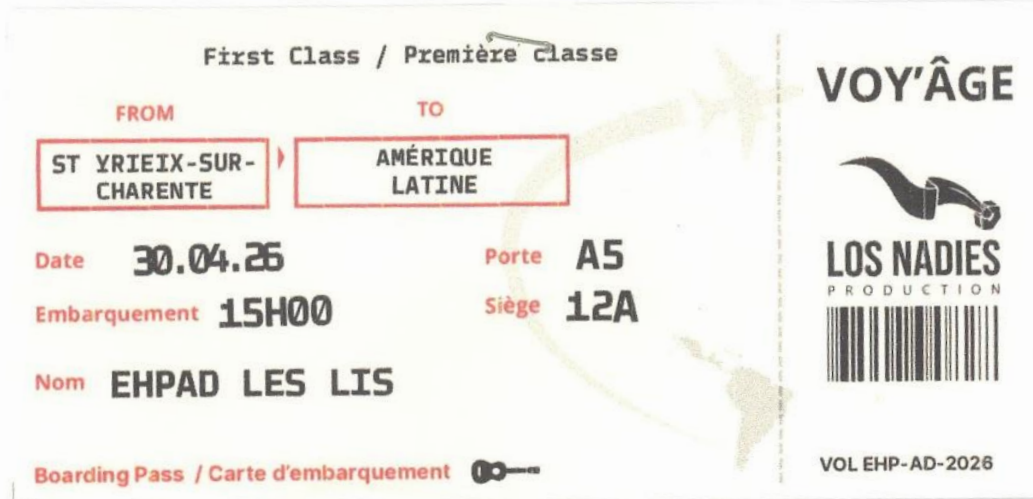 First Class / Première classe
FROM
TO
ST YRIEIX-SUR-
CHARENTE
AMÉRIQUE
LATINE
Date 30.04.26
Porte A5
Embarquement 15H00
Siège 12A
Nom EHPAD LES LIS
Boarding Pass / Carte d'embarquement
VOY'ÂGE
LOS NADIES
PRODUCTION
VOL EHP-AD-2026